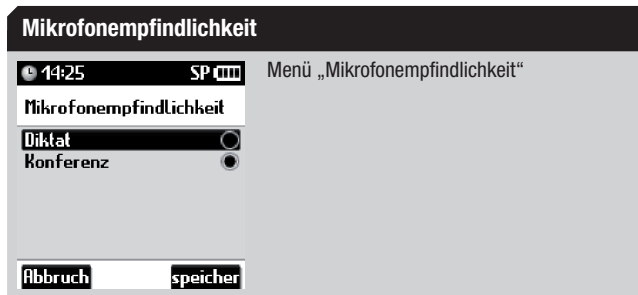 Mikrofonempfindlichkeit
14:25 SP
Menü „Mikrofonempfindlichkeit“
Mikrofonempfindlichkeit
Diktat
Konferenz
Abbruch speicher